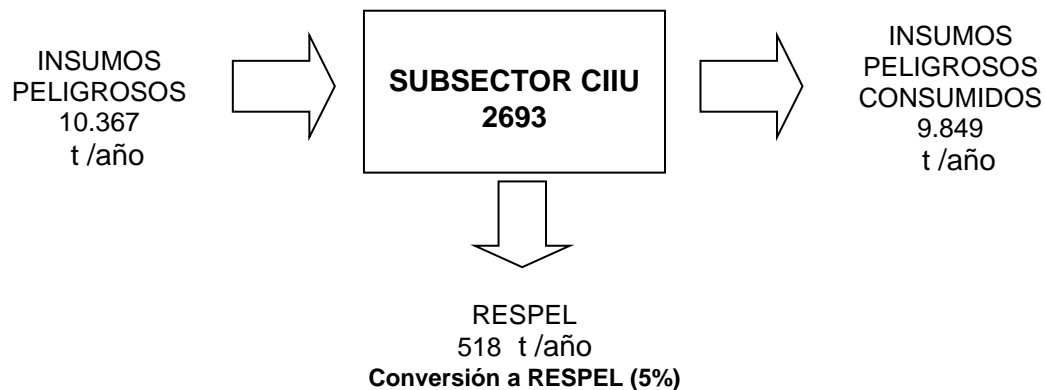 INSUMOS
PELIGROSOS
10.367
t /año
SUBSECTOR CIIU
2693
INSUMOS
PELIGROSOS
CONSUMIDOS
9.849
t /año
RESPEL
518 t /año
Conversión a RESPEL (5%)